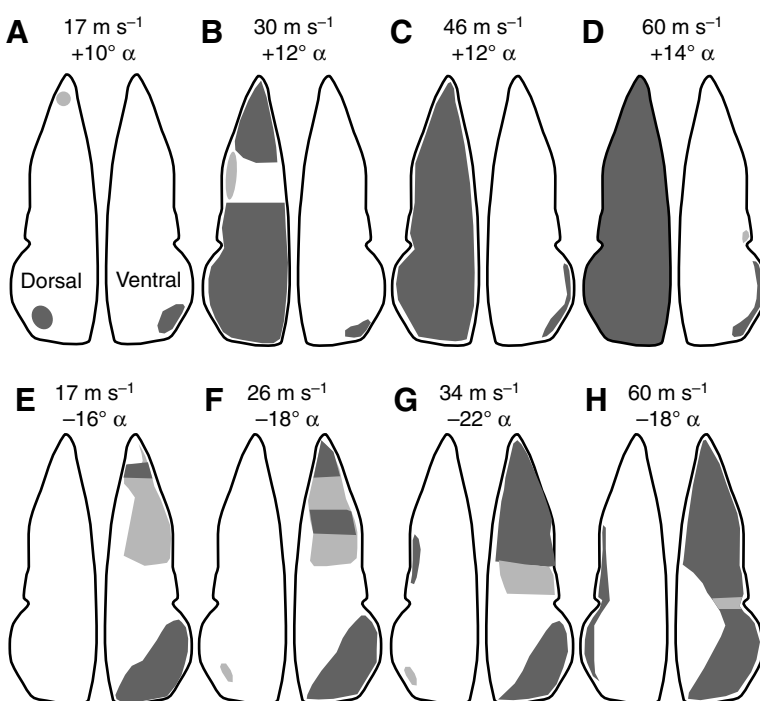 A 17 m s⁻¹
+10° α
B 30 m s⁻¹
+12° α
C 46 m s⁻¹
+12° α
D 60 m s⁻¹
+14° α
Dorsal
Ventral
E 17 m s⁻¹
–16° α
F 26 m s⁻¹
–18° α
G 34 m s⁻¹
–22° α
H 60 m s⁻¹
–18° α